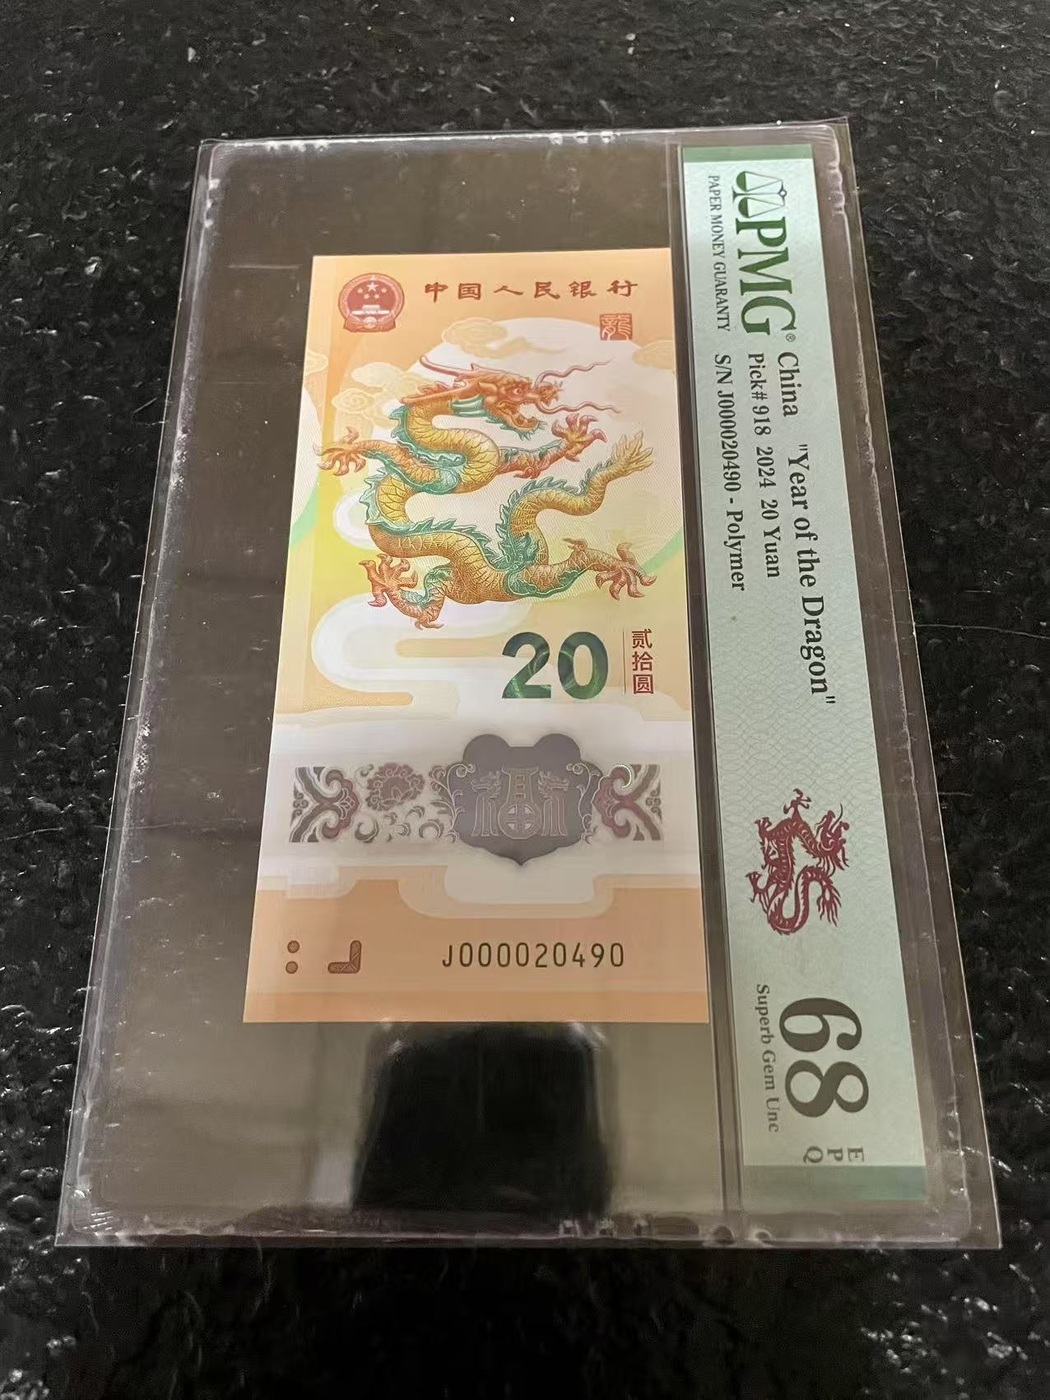 中国人民银行
龍
20
贰拾圆
J000020490
PMG®
PAPER MONEY GUARANTY
China "Year of the Dragon"
Pick# 918 2024 20 Yuan
S/N J000020490 - Polymer
68
EPQ
Superb Gem Unc